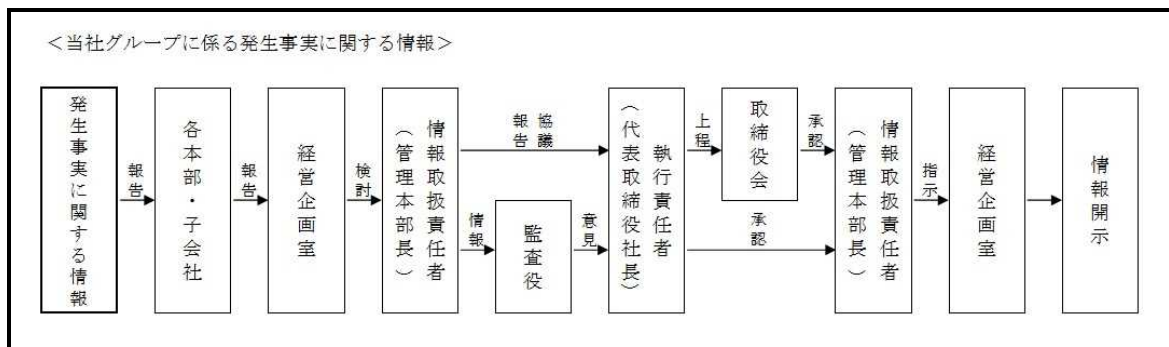 ＜当社グループに係る発生事実に関する情報＞
発生事実に関する情報
報告
各本部・子会社
報告
経営企画室
検討
情報取扱責任者
（管理本部長）
協議
報告
情報
監査役
意見
執行責任者
（代表取締役社長）
上程
取締役会
承認
承認
情報取扱責任者
（管理本部長）
指示
経営企画室
情報開示